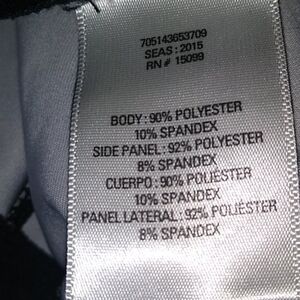 705143653709
SEAS: 2015
RN # 15099
BODY: 90% POLYESTER
10% SPANDEX
SIDE PANEL: 92% POLYESTER
8% SPANDEX
CUERPO: 90% POLIÉSTER
10% SPANDEX
PANEL LATERAL: 92% POLIÉSTER
8% SPANDEX